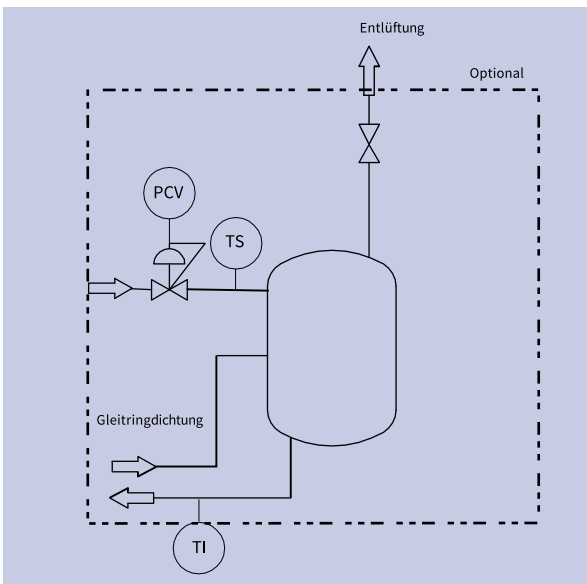 Entlüftung
Optional
PCV
TS
Gleitringdichtung
TI